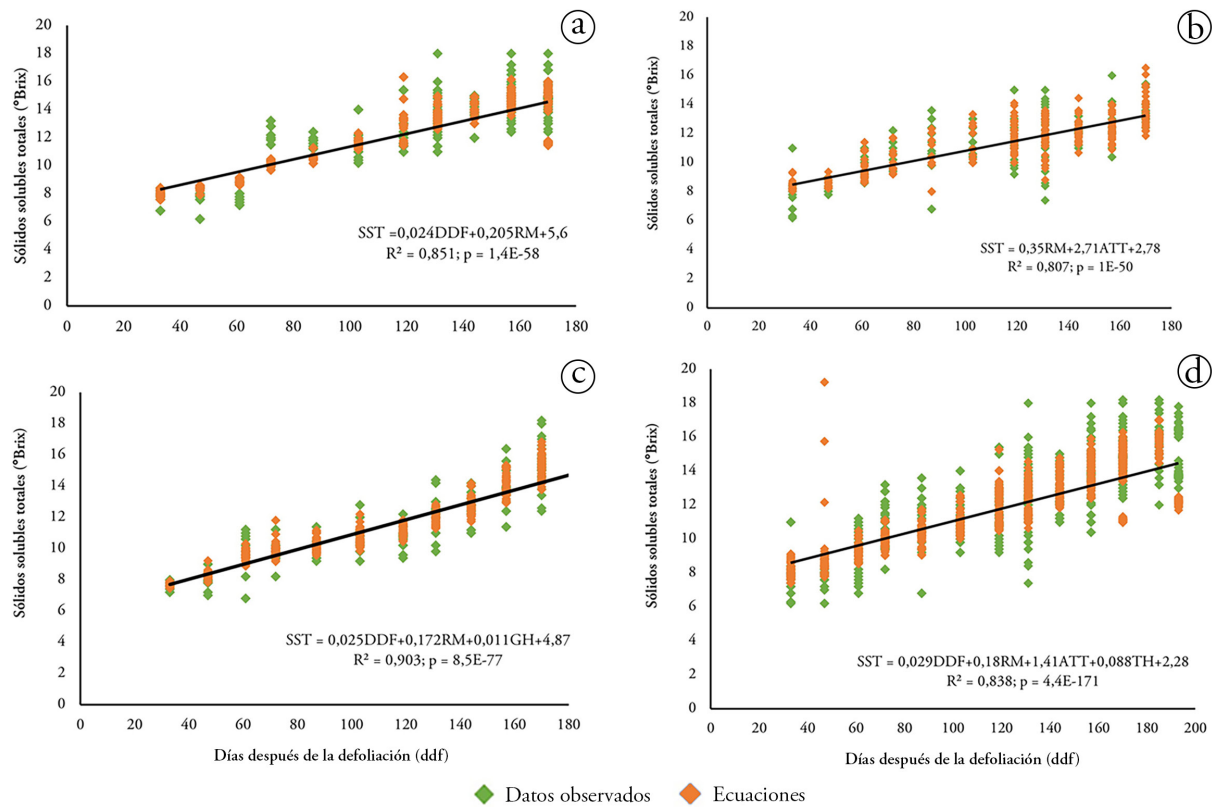 a
Sólidos solubles totales (°Brix)
20
18
16
14
12
10
8
6
4
2
0
0 20 40 60 80 100 120 140 160 180
SST =0,024DDF+0,205RM+5,6
R² = 0,851; p = 1,4E-58
b
Sólidos solubles totales (°Brix)
20
18
16
14
12
10
8
6
4
2
0
0 20 40 60 80 100 120 140 160 180
SST = 0,35RM+2,71ATT+2,78
R² = 0,807; p = 1E-50
c
Sólidos solubles totales (°Brix)
20
18
16
14
12
10
8
6
4
2
0
0 20 40 60 80 100 120 140 160 180
SST = 0,025DDF+0,172RM+0,011GH+4,87
R² = 0,903; p = 8,5E-77
Días después de la defoliación (ddf)
d
Sólidos solubles totales (°Brix)
20
18
16
14
12
10
8
6
4
2
0
0 20 40 60 80 100 120 140 160 180 200
SST = 0,029DDF+0,18RM+1,41ATT+0,088TH+2,28
R² = 0,838; p = 4,4E-171
Días después de la defoliación (ddf)
Datos observados
Ecuaciones